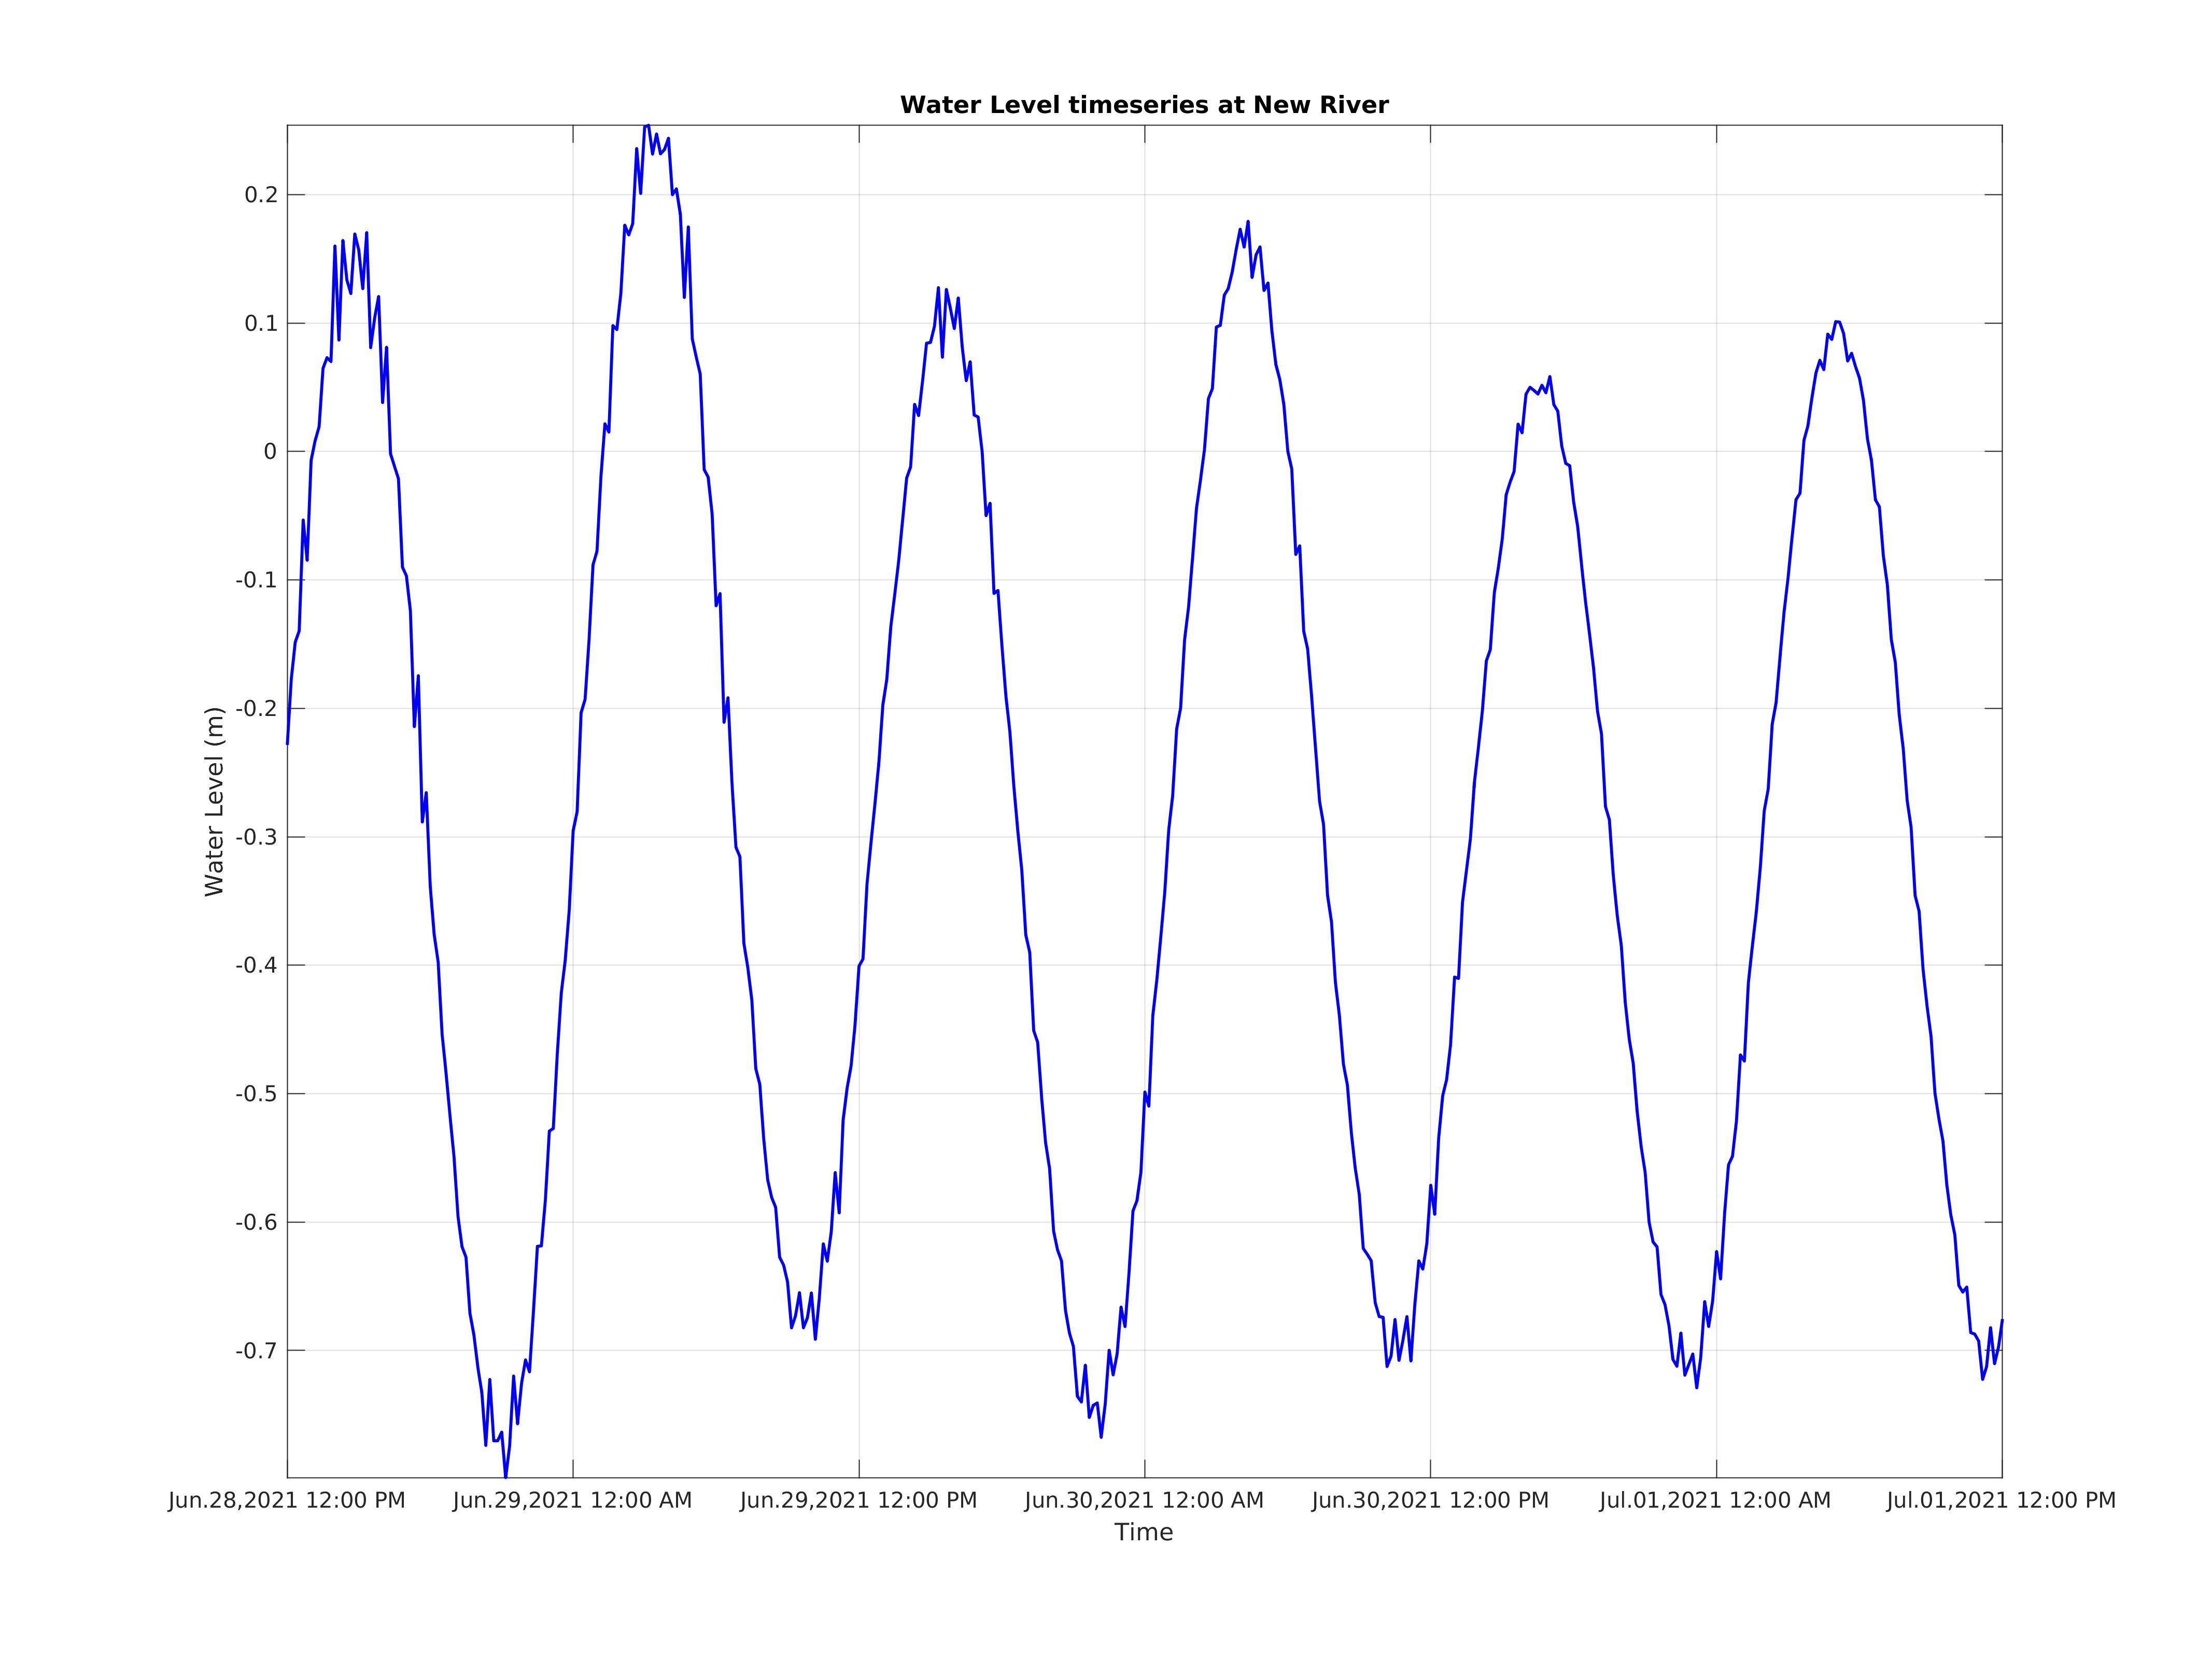 Water Level timeseries at New River
0.2
0.1
0
-0.1
-0.2
-0.3
-0.4
-0.5
-0.6
-0.7
Water Level (m)
Jun.28,2021 12:00 PM
Jun.29,2021 12:00 AM
Jun.29,2021 12:00 PM
Jun.30,2021 12:00 AM
Jun.30,2021 12:00 PM
Jul.01,2021 12:00 AM
Jul.01,2021 12:00 PM
Time